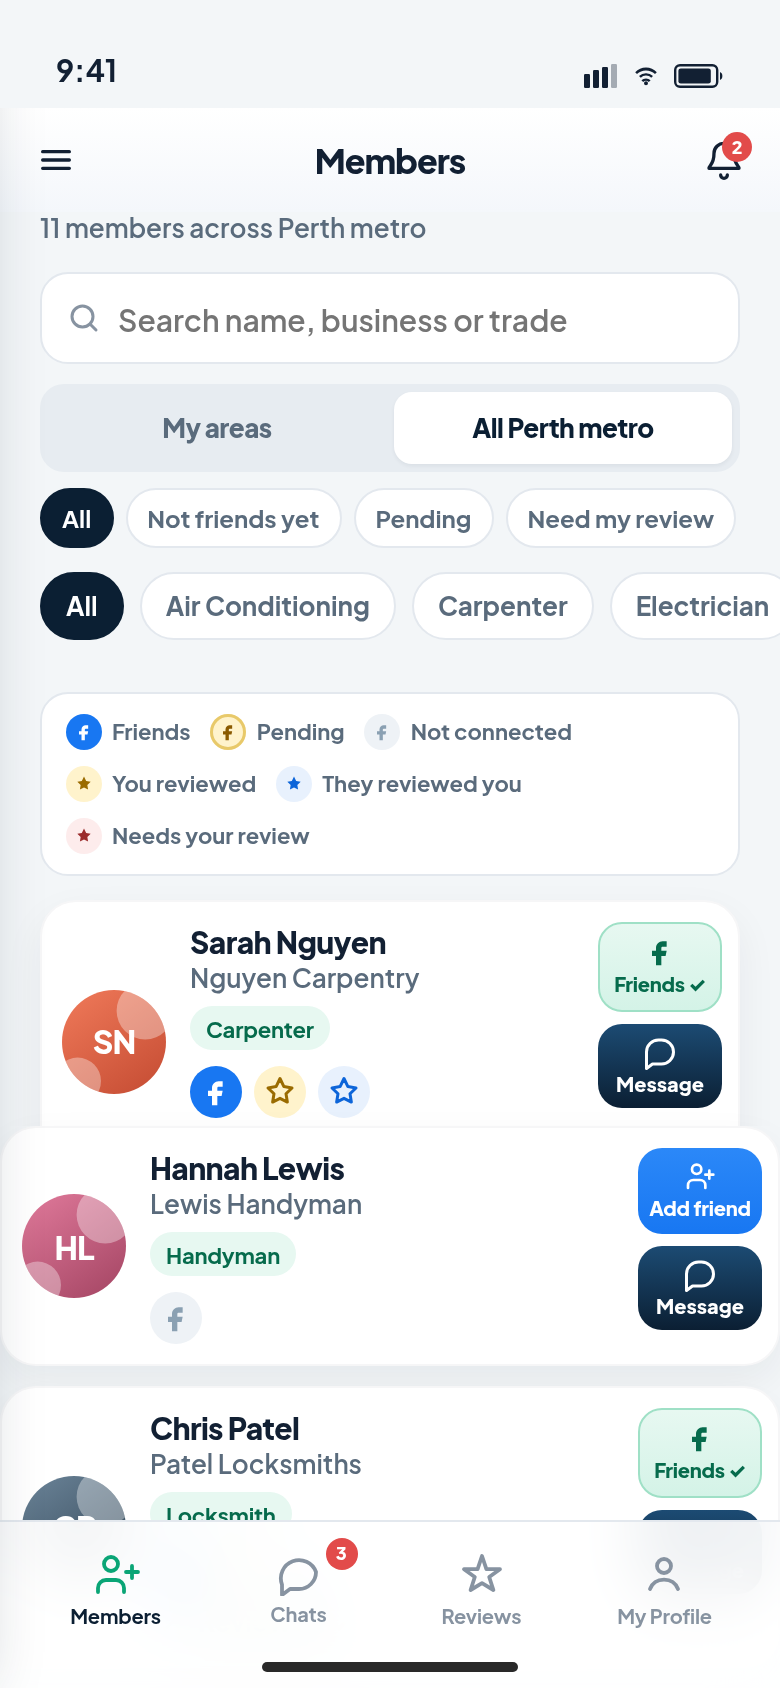 9:41
Members
2
11 members across Perth metro
Search name, business or trade
My areas
All Perth metro
All
Not friends yet
Pending
Need my review
All
Air Conditioning
Carpenter
Electrician
Friends
Pending
Not connected
You reviewed
They reviewed you
Needs your review
Sarah Nguyen
Nguyen Carpentry
SN
Carpenter
Friends ✓
Message
Hannah Lewis
Lewis Handyman
HL
Handyman
Add friend
Message
Chris Patel
Patel Locksmiths
Locksmith
Friends ✓
Members
3
Chats
Reviews
My Profile